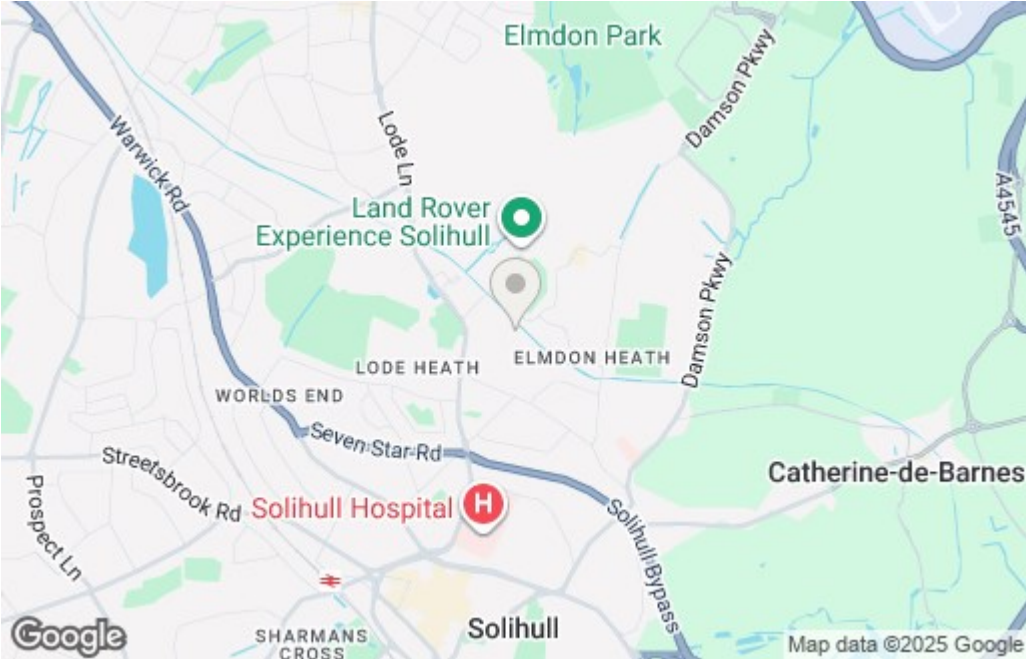 Elmdon Park
Damson Pkwy
Lode Ln
Warwick Rd
A4545
Land Rover
Experience Solihull
Damson Pkwy
LODE HEATH
ELMDON HEATH
WORLDS END
Seven Star Rd
Streetsbrook Rd
Catherine-de-Barnes
Prospect Ln
Solihull Hospital
H
Solihull Bypass
Solihull
SHARMANS
CROSS
Google
Map data ©2025 Google